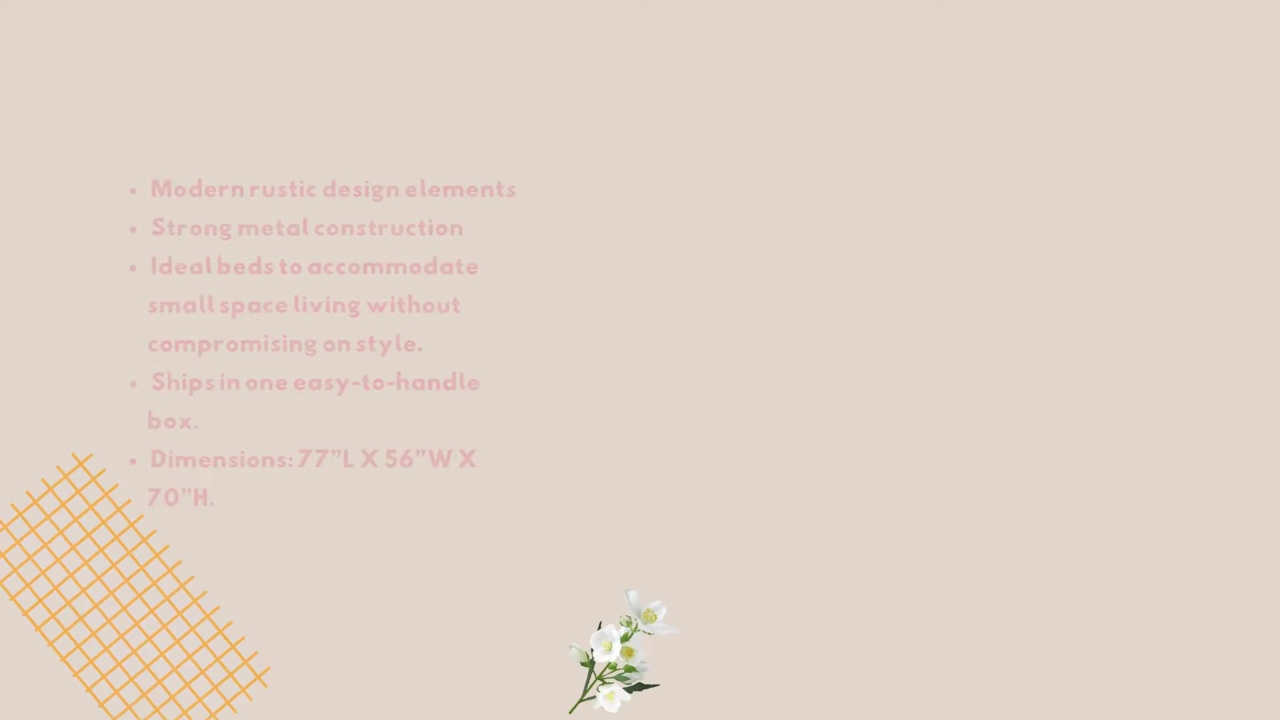 • Modern rustic design elements
• Strong metal construction
• Ideal beds to accommodate
small space living without
compromising on style.
• Ships in one easy-to-handle
box.
• Dimensions: 77”L X 56”W X
70”H.